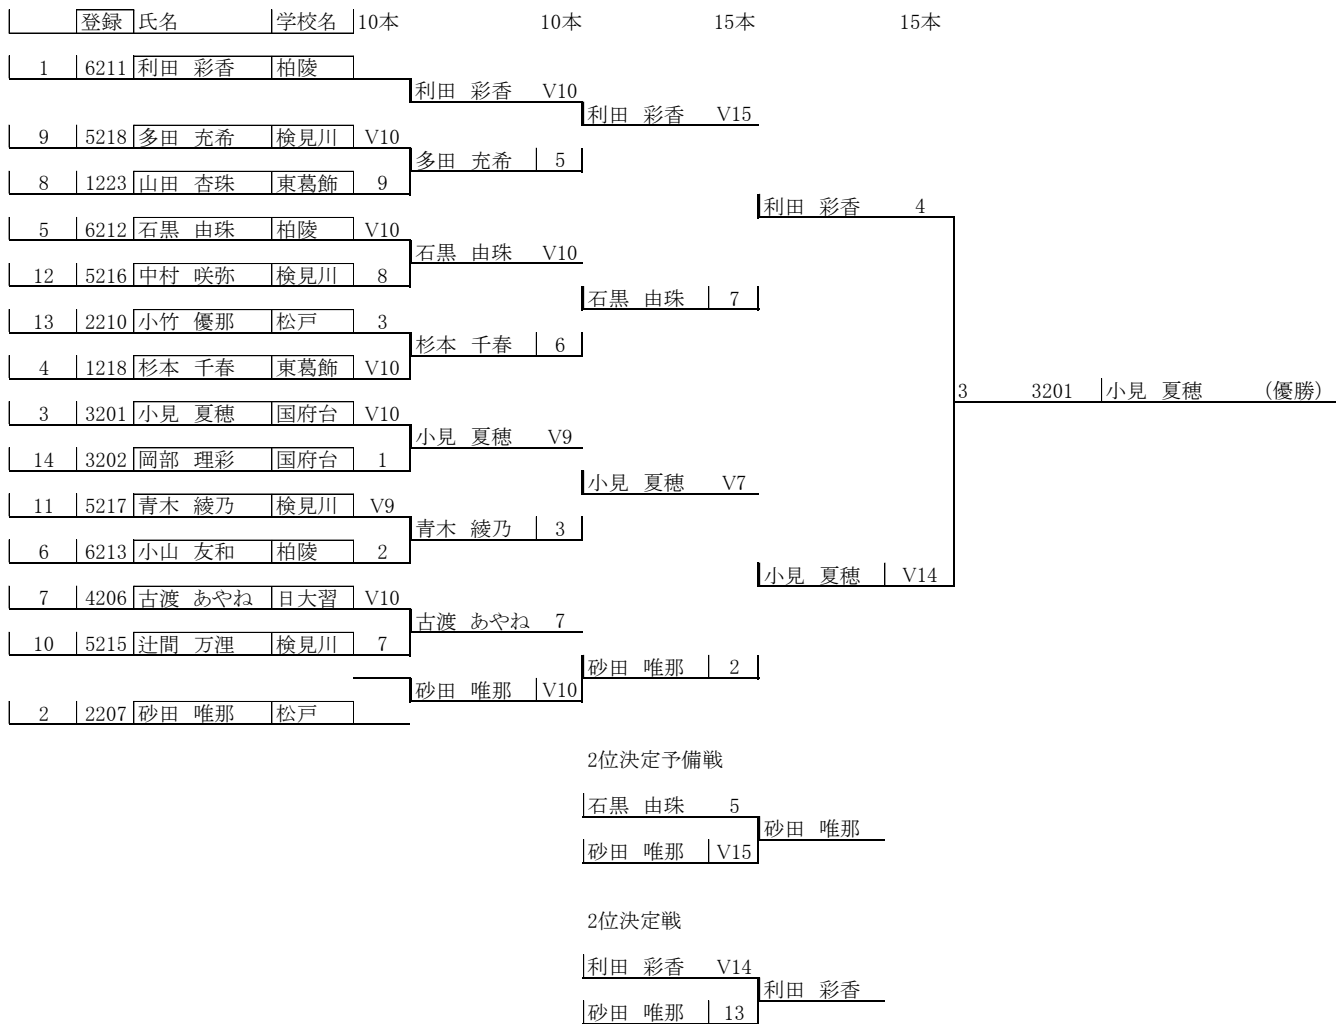 登録 氏名 学校名 10本 10本 15本 15本
1 6211 利田 彩香 柏陵
利田 彩香 V10
利田 彩香 V15
9 5218 多田 充希 検見川 V10
多田 充希 5
8 1223 山田 杏珠 東葛飾 9
利田 彩香 4
5 6212 石黒 由珠 柏陵 V10
石黒 由珠 V10
12 5216 中村 咲弥 検見川 8
石黒 由珠 7
13 2210 小竹 優那 松戸 3
杉本 千春 6
4 1218 杉本 千春 東葛飾 V10
3 3201 小見 夏穂 (優勝)
3 3201 小見 夏穂 国府台 V10
小見 夏穂 V9
14 3202 岡部 理彩 国府台 1
小見 夏穂 V7
11 5217 青木 綾乃 検見川 V9
青木 綾乃 3
6 6213 小山 友和 柏陵 2
小見 夏穂 V14
7 4206 古渡 あやね 日大習 V10
古渡 あやね 7
10 5215 辻間 万浬 検見川 7
砂田 唯那 2
砂田 唯那 V10
2 2207 砂田 唯那 松戸
2位決定予備戦
石黒 由珠 5
砂田 唯那
砂田 唯那 V15
2位決定戦
利田 彩香 V14
利田 彩香
砂田 唯那 13